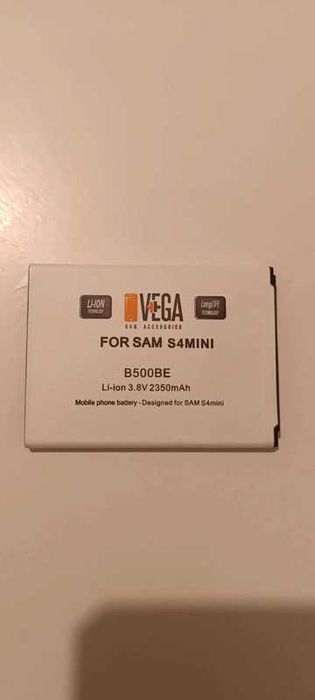 LI-ION
TECHNOLOGY
VEGA
GSM ACCESSORIES
LongLIFE
TECHNOLOGY
FOR SAM S4MINI
B500BE
Li-ion 3.8V 2350mAh
Mobile phone battery - Designed for SAM S4mini